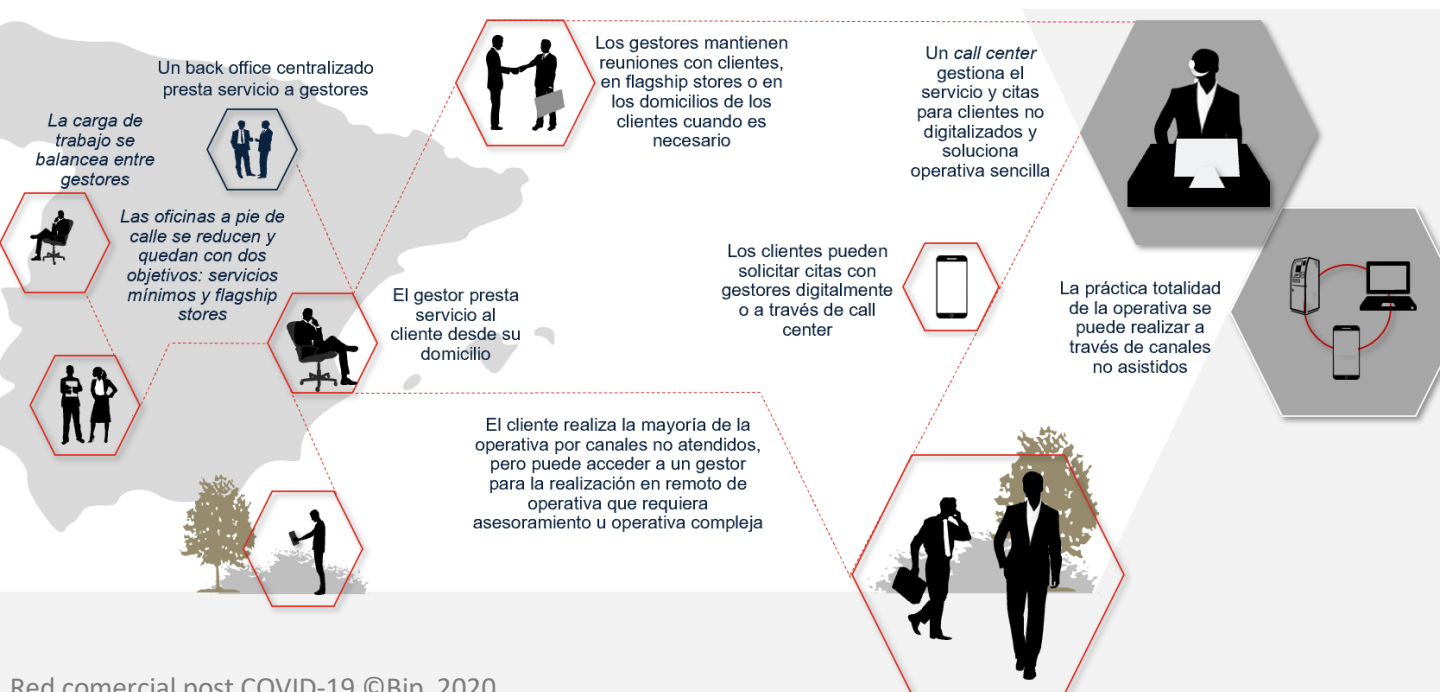 Un back office centralizado
presta servicio a gestores
La carga de
trabajo se
balancea entre
gestores
Las oficinas a pie de
calle se reducen y
quedan con dos
objetivos: servicios
mínimos y flagship
stores
Los gestores mantienen
reuniones con clientes,
en flagship stores o en
los domicilios de los
clientes cuando es
necesario
Un call center
gestiona el
servicio y citas
para clientes no
digitalizados y
soluciona
operativa sencilla
El gestor presta
servicio al
cliente desde su
domicilio
Los clientes pueden
solicitar citas con
gestores digitalmente
o a través de call
center
La práctica totalidad
de la operativa se
puede realizar a
través de canales
no asistidos
El cliente realiza la mayoría de la
operativa por canales no atendidos,
pero puede acceder a un gestor
para la realización en remoto de
operativa que requiera
asesoramiento u operativa compleja
Red comercial post COVID-19 ©Bip, 2020